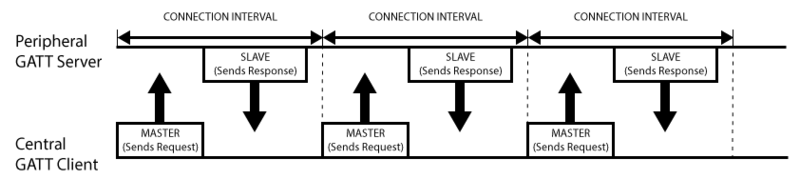 CONNECTION INTERVAL CONNECTION INTERVAL CONNECTION INTERVAL
Peripheral
GATT Server
SLAVE
(Sends Response)
SLAVE
(Sends Response)
SLAVE
(Sends Response)
MASTER
(Sends Request)
MASTER
(Sends Request)
MASTER
(Sends Request)
Central
GATT Client